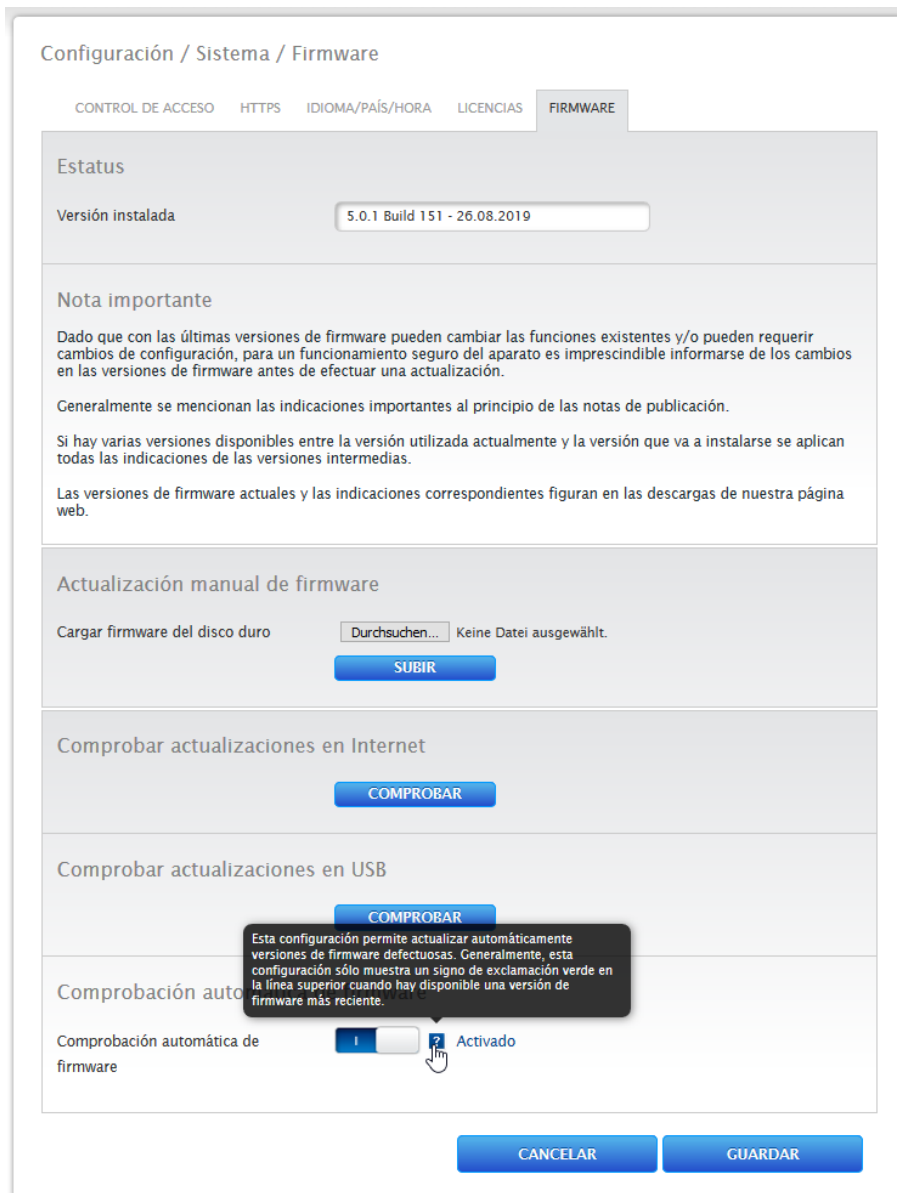 Configuración / Sistema / Firmware
CONTROL DE ACCESO HTTPS IDIOMA/PAÍS/HORA LICENCIAS FIRMWARE
Estatus
Versión instalada 5.0.1 Build 151 - 26.08.2019
Nota importante
Dado que con las últimas versiones de firmware pueden cambiar las funciones existentes y/o pueden requerir
cambios de configuración, para un funcionamiento seguro del aparato es imprescindible informarse de los cambios
en las versiones de firmware antes de efectuar una actualización.
Generalmente se mencionan las indicaciones importantes al principio de las notas de publicación.
Si hay varias versiones disponibles entre la versión utilizada actualmente y la versión que va a instalarse se aplican
todas las indicaciones de las versiones intermedias.
Las versiones de firmware actuales y las indicaciones correspondientes figuran en las descargas de nuestra página
web.
Actualización manual de firmware
Cargar firmware del disco duro Durchsuchen... Keine Datei ausgewählt.
SUBIR
Comprobar actualizaciones en Internet
COMPROBAR
Comprobar actualizaciones en USB
COMPROBAR
Esta configuración permite actualizar automáticamente
versiones de firmware defectuosas. Generalmente, esta
configuración sólo muestra un signo de exclamación verde en
la línea superior cuando hay disponible una versión de
firmware más reciente.
Comprobación automática de firmware
Comprobación automática de I ? Activado
firmware
CANCELAR GUARDAR